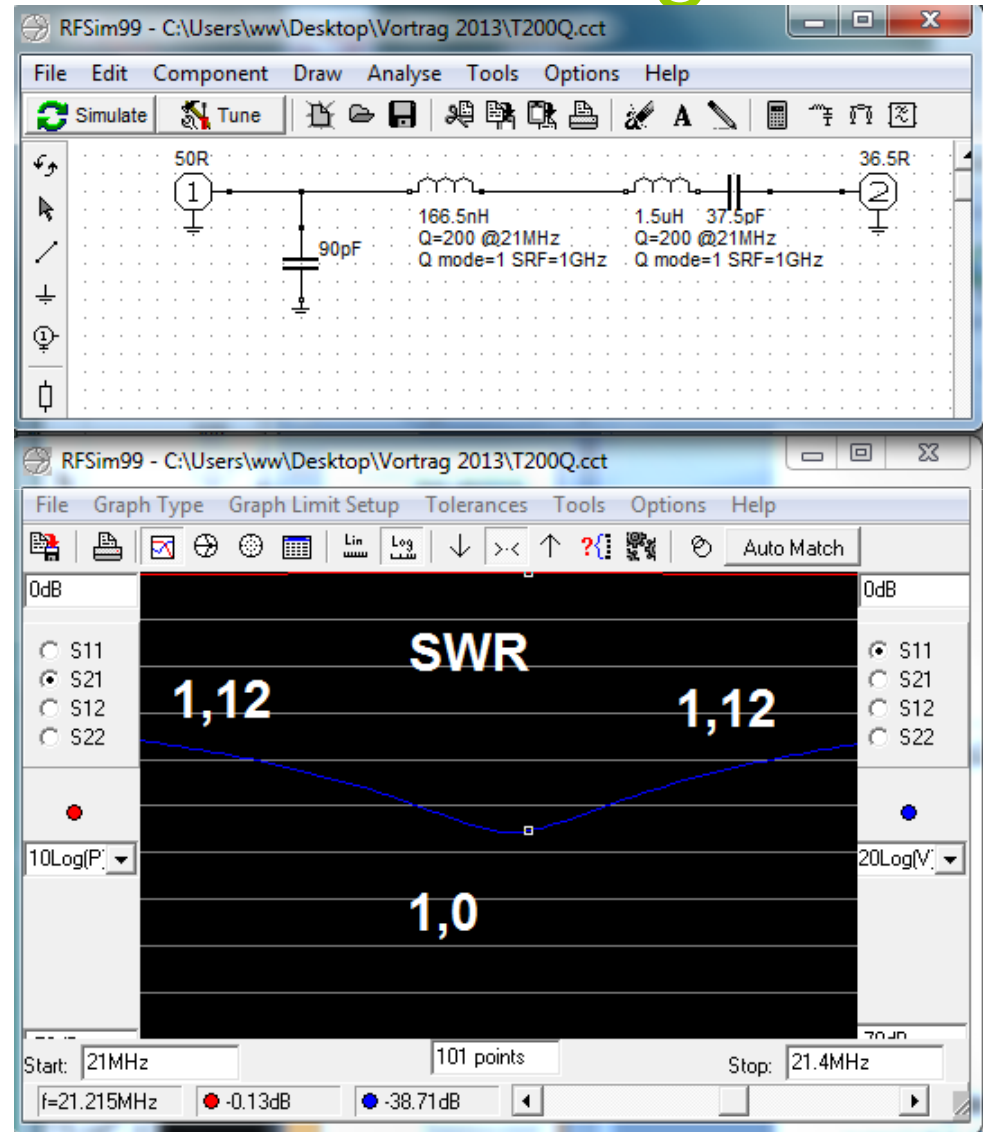 RFSim99 - C:\Users\ww\Desktop\Vortrag 2013\T200Q.cct
File Edit Component Draw Analyse Tools Options Help
Simulate Tune A
50R 36.5R
1 2
166.5nH 1.5uH 37.5pF
90pF Q=200 @21MHz Q=200 @21MHz
Q mode=1 SRF=1GHz Q mode=1 SRF=1GHz
1
RFSim99 - C:\Users\ww\Desktop\Vortrag 2013\T200Q.cct
File Graph Type Graph Limit Setup Tolerances Tools Options Help
Lin Log ?{ Auto Match
0dB 0dB
SWR
S11 S11
S21 S21
S12 1,12 1,12 S12
S22 S22
10Log(P) 20Log(V)
1,0
Start: 21MHz 101 points Stop: 21.4MHz
f=21.215MHz -0.13dB -38.71dB